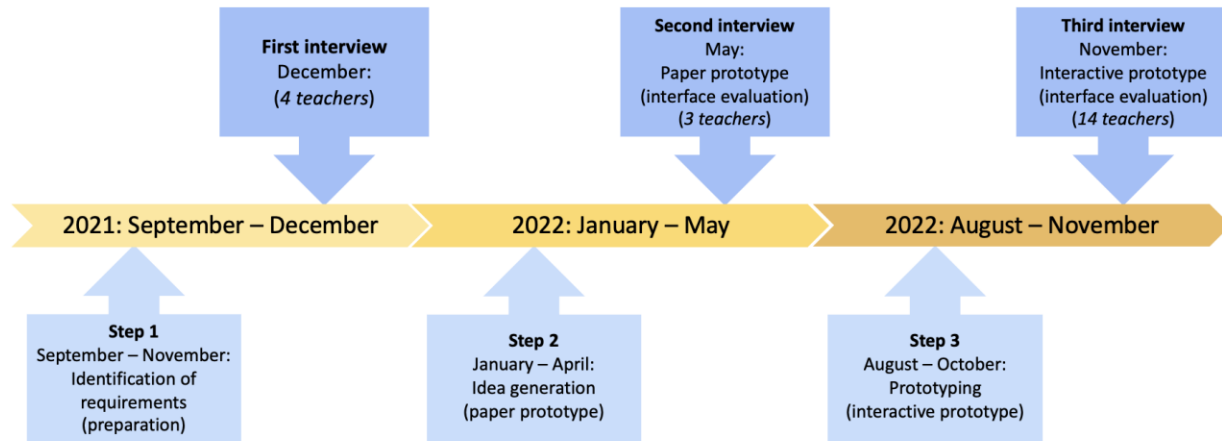 First interview
December:
(4 teachers)
Second interview
May:
Paper prototype
(interface evaluation)
(3 teachers)
Third interview
November:
Interactive prototype
(interface evaluation)
(14 teachers)
2021: September – December
2022: January – May
2022: August – November
Step 1
September – November:
Identification of
requirements
(preparation)
Step 2
January – April:
Idea generation
(paper prototype)
Step 3
August – October:
Prototyping
(interactive prototype)